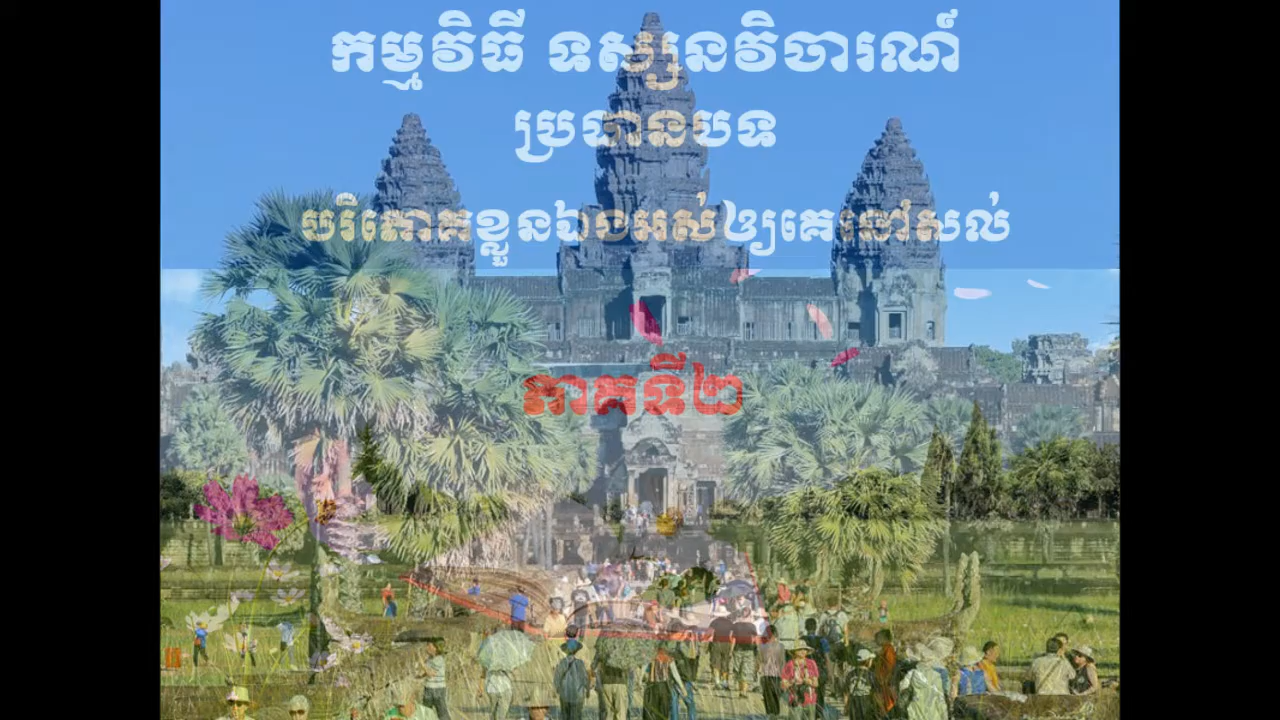 កម្មវិធី ទស្សនវិចារណ៍
ប្រធានបទ
បរិភោគខ្លួនឯងអស់ឲ្យគេនៅសល់
ភាគទី២